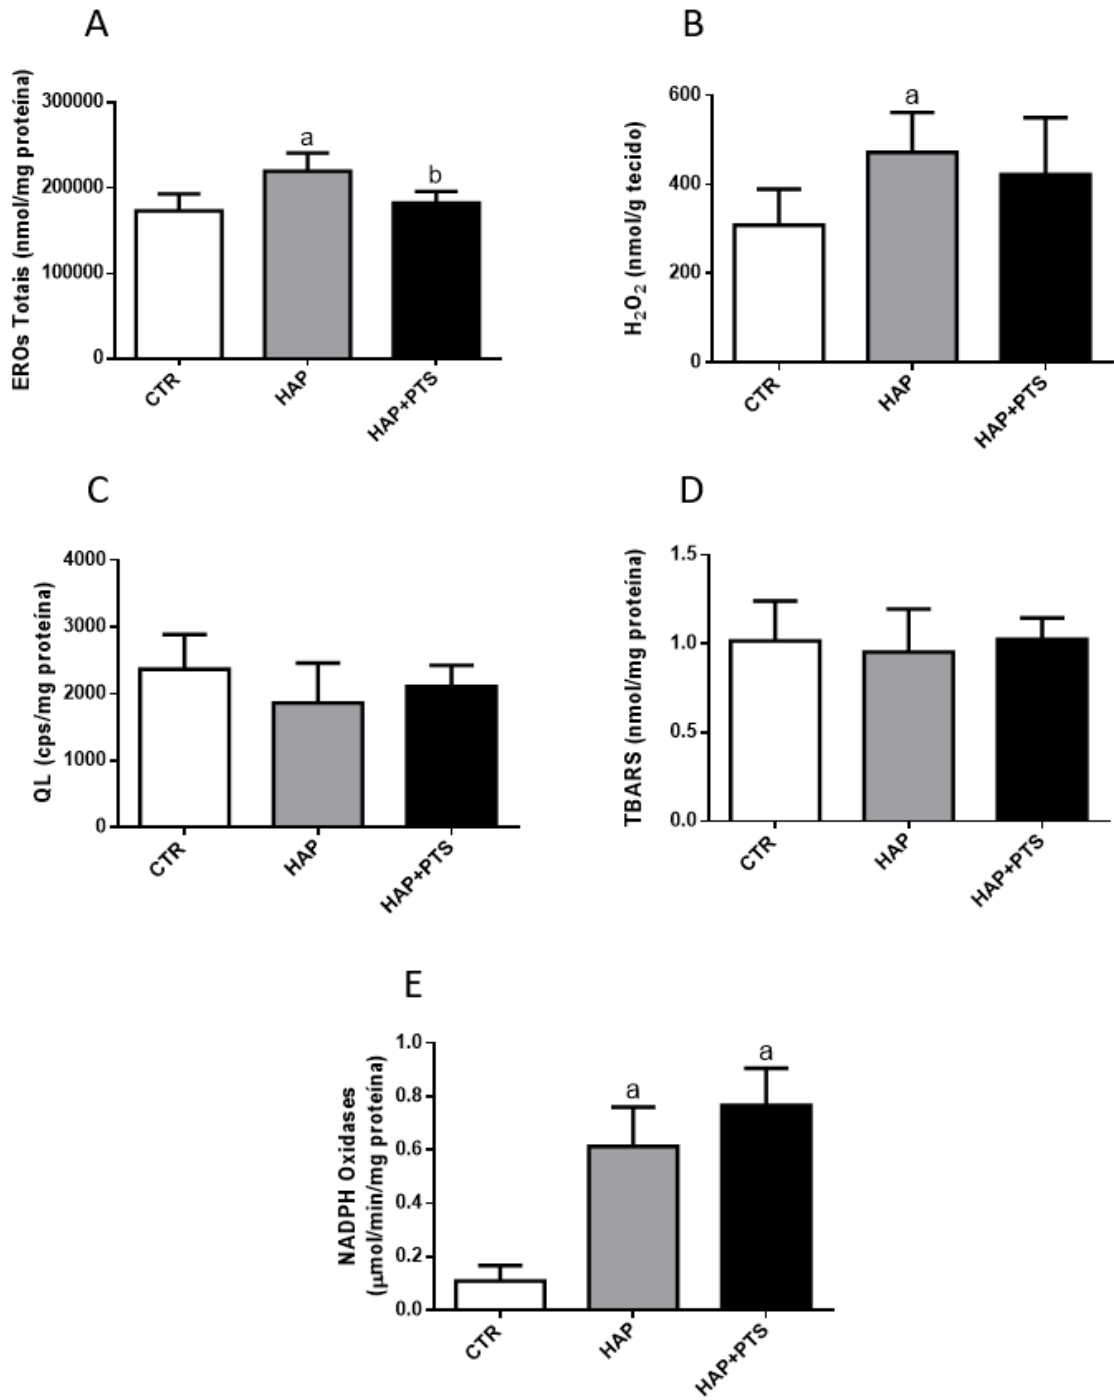 A
EROs Totais (nmol/mg proteína)
300000
200000
100000
0
a
b
CTR
HAP
HAP+PTS
B
H₂O₂ (nmol/g tecido)
600
400
200
0
a
CTR
HAP
HAP+PTS
C
QL (cps/mg proteína)
4000
3000
2000
1000
0
CTR
HAP
HAP+PTS
D
TBARS (nmol/mg proteína)
1.5
1.0
0.5
0.0
CTR
HAP
HAP+PTS
E
NADPH Oxidases
(μmol/min/mg proteína)
1.0
0.8
0.6
0.4
0.2
0.0
a
a
CTR
HAP
HAP+PTS